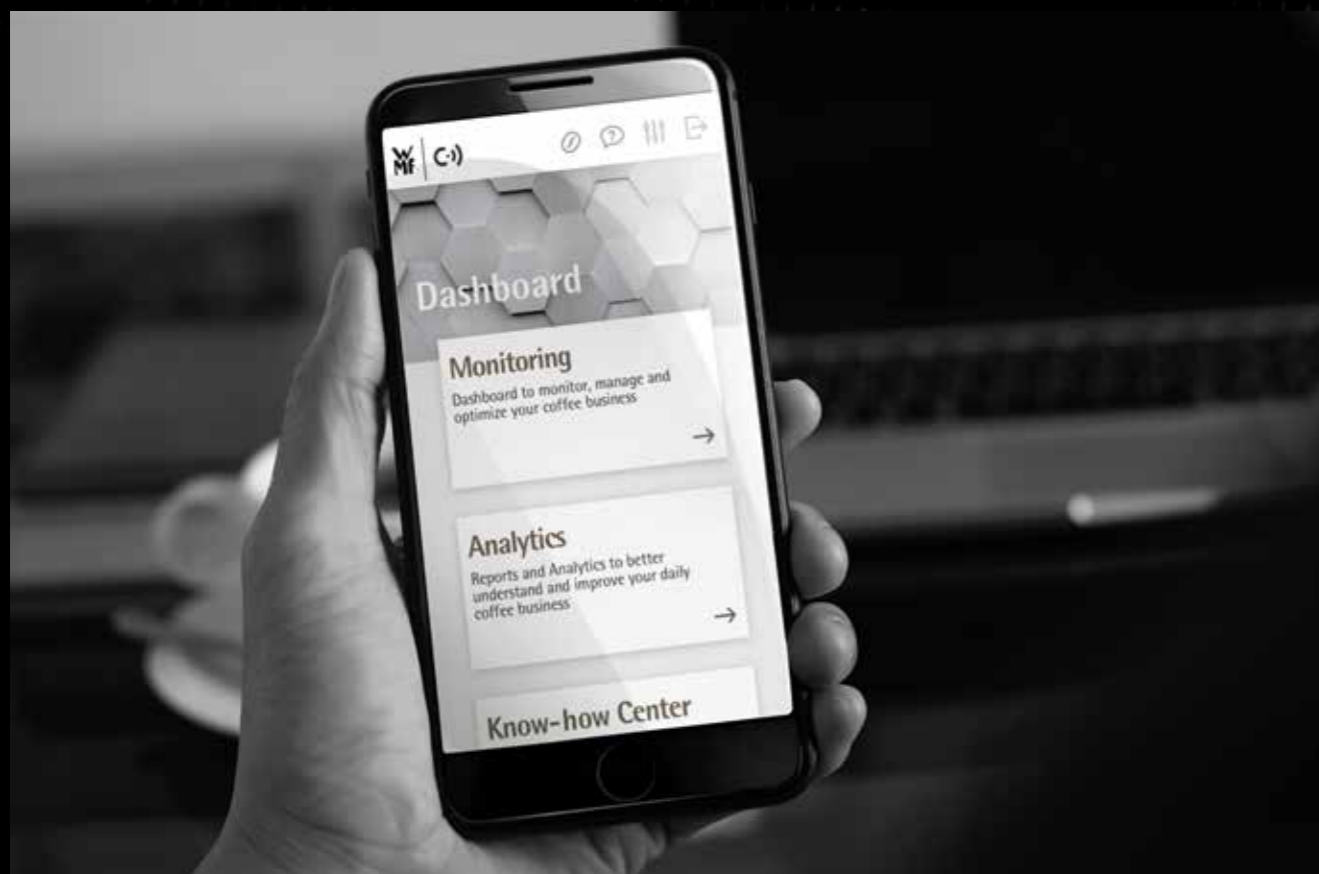 WMF
Dashboard
Monitoring
Dashboard to monitor, manage and
optimize your coffee business
Analytics
Reports and Analytics to better
understand and improve your daily
coffee business
Know-how Center